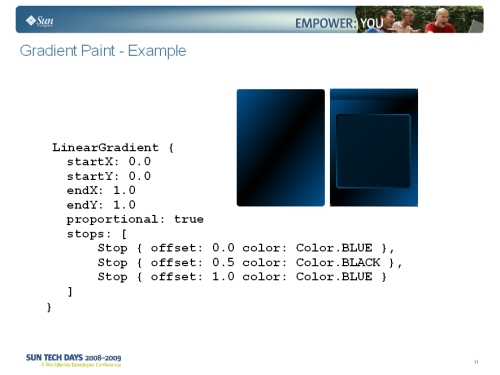 Sun
EMPOWER: YOU
Gradient Paint - Example
LinearGradient {
startX: 0.0
startY: 0.0
endX: 1.0
endY: 1.0
proportional: true
stops: [
Stop { offset: 0.0 color: Color.BLUE },
Stop { offset: 0.5 color: Color.BLACK },
Stop { offset: 1.0 color: Color.BLUE }
]
}
SUN TECH DAYS 2008-2009
A Worldwide Developer Conference
11